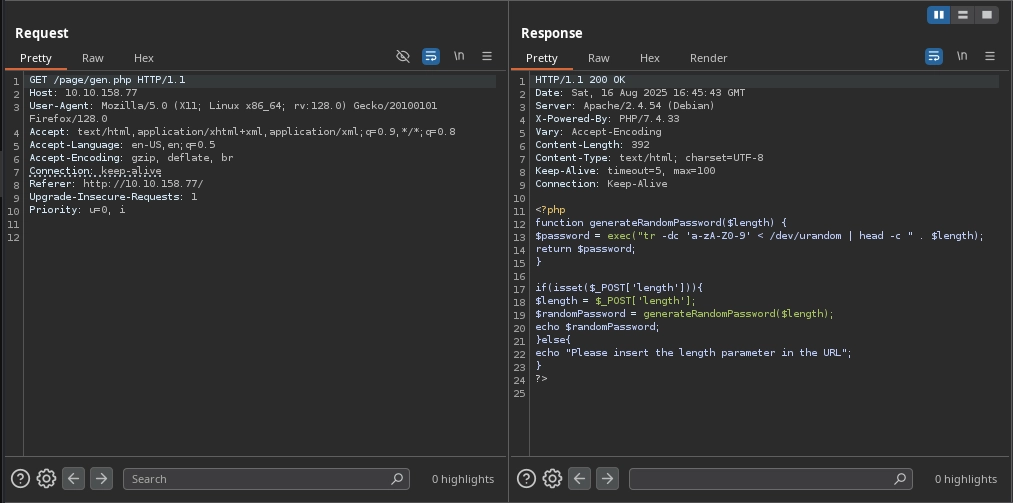 Request
Pretty Raw Hex \n
1 GET /page/gen.php HTTP/1.1
2 Host: 10.10.158.77
3 User-Agent: Mozilla/5.0 (X11; Linux x86_64; rv:128.0) Gecko/20100101
Firefox/128.0
4 Accept: text/html,application/xhtml+xml,application/xml;q=0.9,*/*;q=0.8
5 Accept-Language: en-US,en;q=0.5
6 Accept-Encoding: gzip, deflate, br
7 Connection: keep-alive
8 Referer: http://10.10.158.77/
9 Upgrade-Insecure-Requests: 1
10 Priority: u=0, i
11
12
Search 0 highlights
Response
Pretty Raw Hex Render \n
1 HTTP/1.1 200 OK
2 Date: Sat, 16 Aug 2025 16:45:43 GMT
3 Server: Apache/2.4.54 (Debian)
4 X-Powered-By: PHP/7.4.33
5 Vary: Accept-Encoding
6 Content-Length: 392
7 Content-Type: text/html; charset=UTF-8
8 Keep-Alive: timeout=5, max=100
9 Connection: Keep-Alive
10
11 <?php
12 function generateRandomPassword($length) {
13 $password = exec("tr -dc 'a-zA-Z0-9' < /dev/urandom | head -c " . $length);
14 return $password;
15 }
16
17 if(isset($_POST['length'])){
18 $length = $_POST['length'];
19 $randomPassword = generateRandomPassword($length);
20 echo $randomPassword;
21 }else{
22 echo "Please insert the length parameter in the URL";
23 }
24 ?>
25
0 highlights